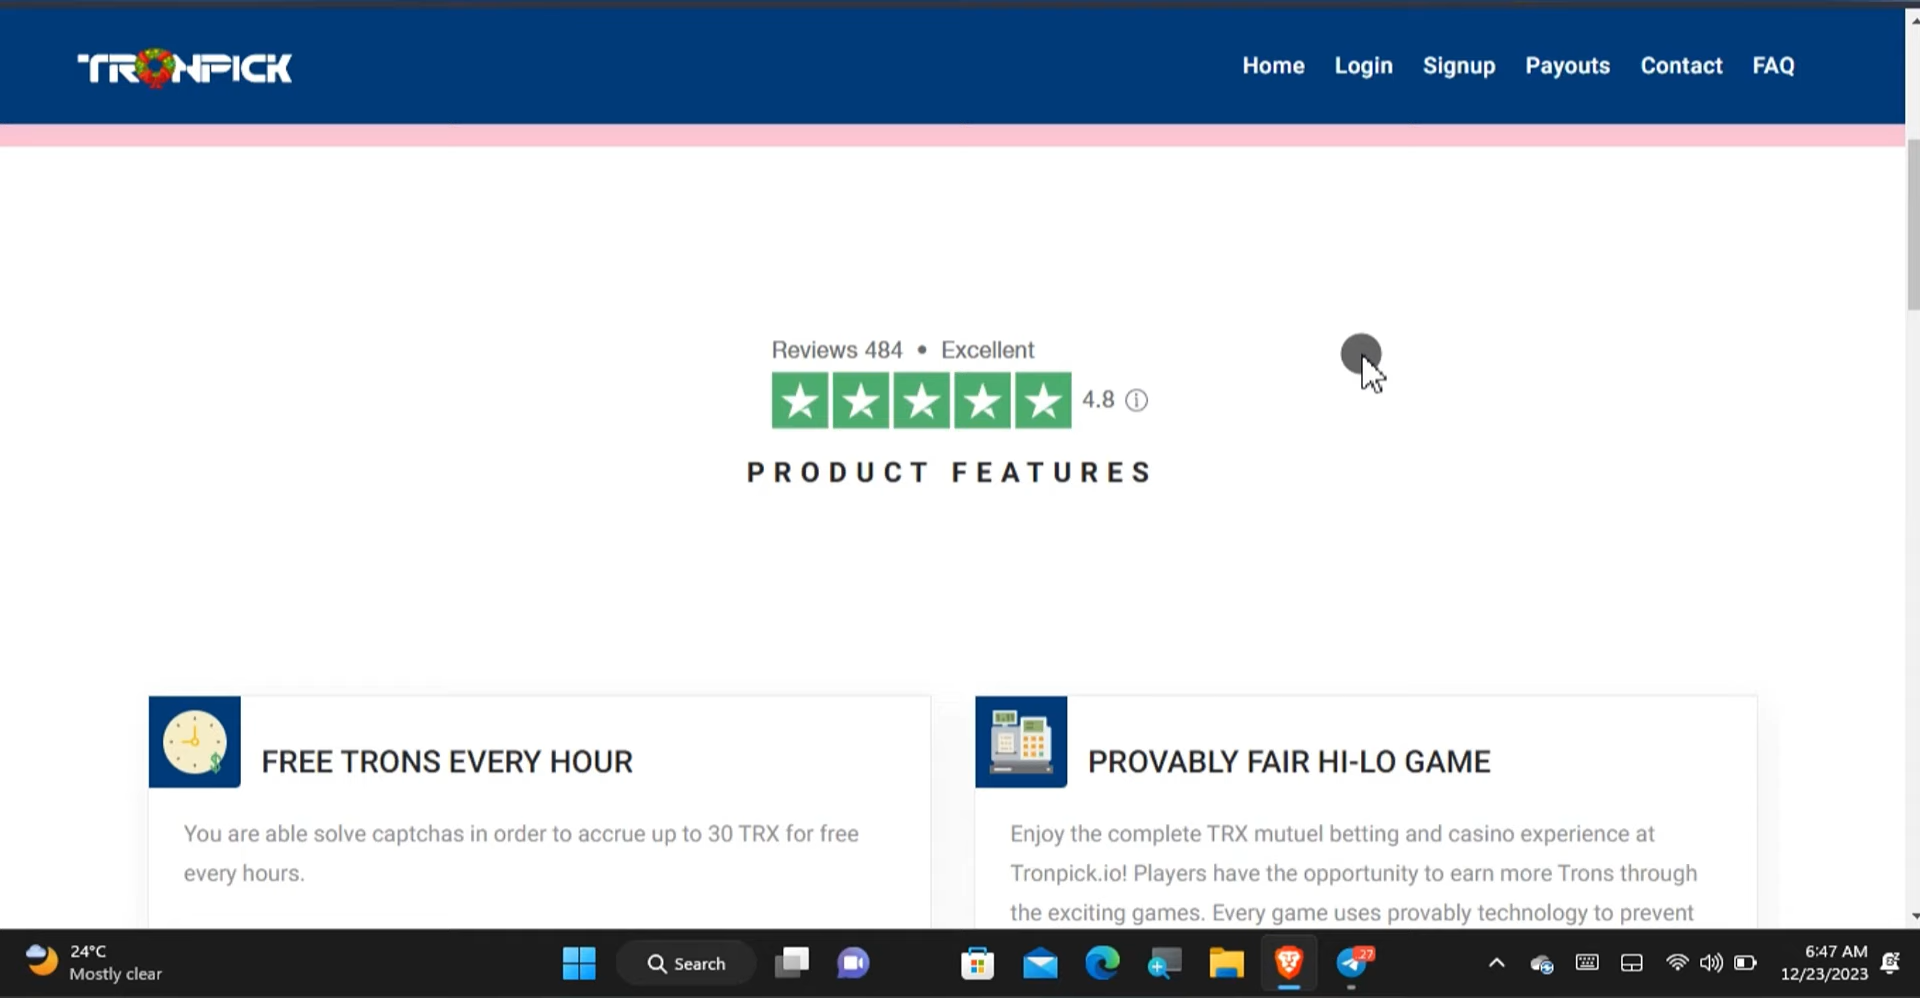 TRONPICK
Home Login Signup Payouts Contact FAQ
Reviews 484 • Excellent
4.8
PRODUCT FEATURES
FREE TRONS EVERY HOUR
You are able solve captchas in order to accrue up to 30 TRX for free
every hours.
PROVABLY FAIR HI-LO GAME
Enjoy the complete TRX mutuel betting and casino experience at
Tronpick.io! Players have the opportunity to earn more Trons through
the exciting games. Every game uses provably technology to prevent
24°C
Mostly clear
Search
27
6:47 AM
12/23/2023